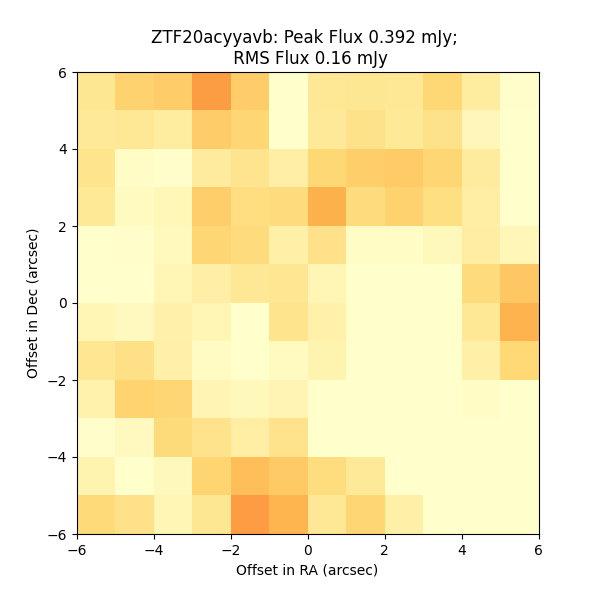 ZTF20acyyavb: Peak Flux 0.392 mJy;
RMS Flux 0.16 mJy
6
4
2
0
−2
−4
−6
Offset in Dec (arcsec)
−6 −4 −2 0 2 4 6
Offset in RA (arcsec)